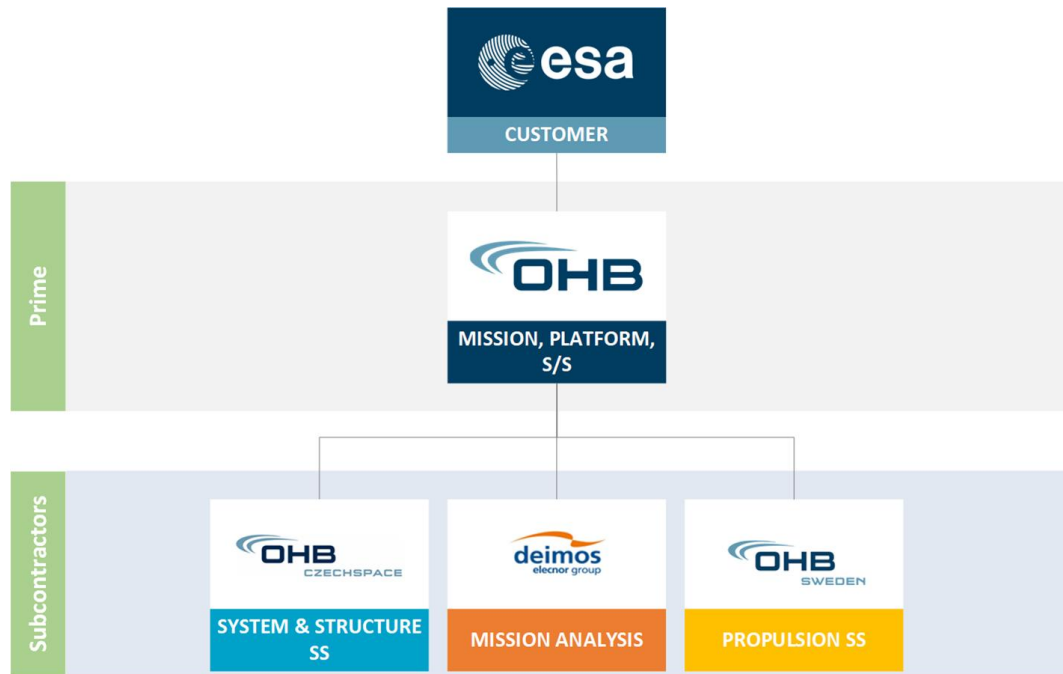 esa
CUSTOMER
Prime
OHB
MISSION, PLATFORM,
S/S
Subcontractors
OHB
CZECHSPACE
SYSTEM & STRUCTURE
SS
deimos
elecnor group
MISSION ANALYSIS
OHB
SWEDEN
PROPULSION SS